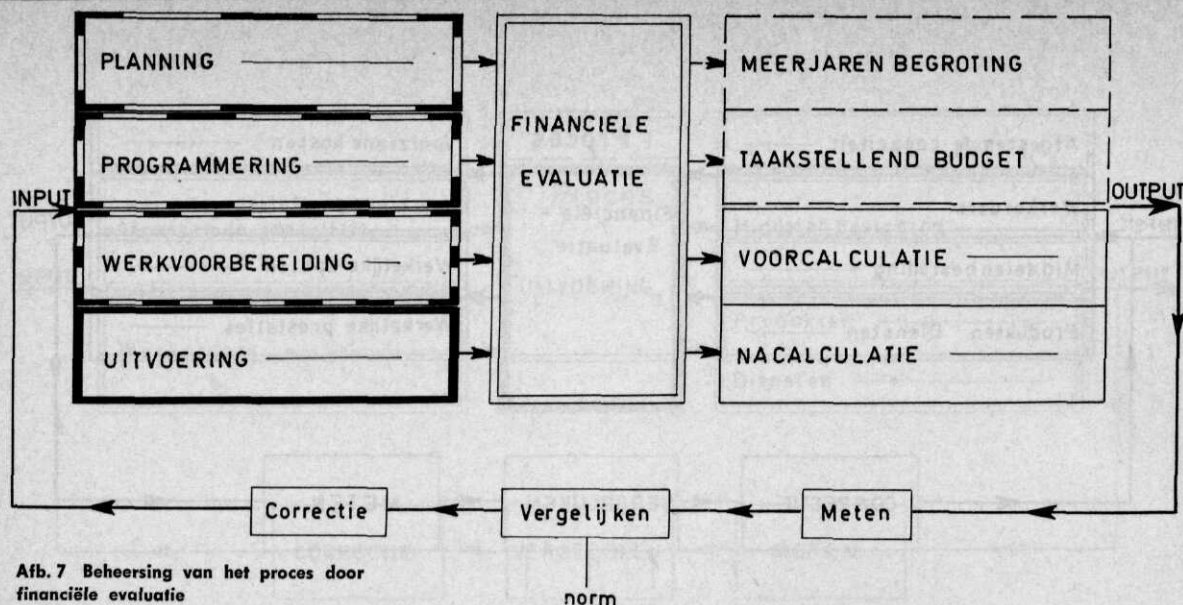 PLANNING
MEERJAREN BEGROTING
FINANCIELE
EVALUATIE
PROGRAMMERING
TAAKSTELLEND BUDGET
INPUT
OUTPUT
WERKVOORBEREIDING
VOORCALCULATIE
UITVOERING
NACALCULATIE
Correctie
Vergelijken
Meten
norm
Afb. 7 Beheersing van het proces door
financiële evaluatie